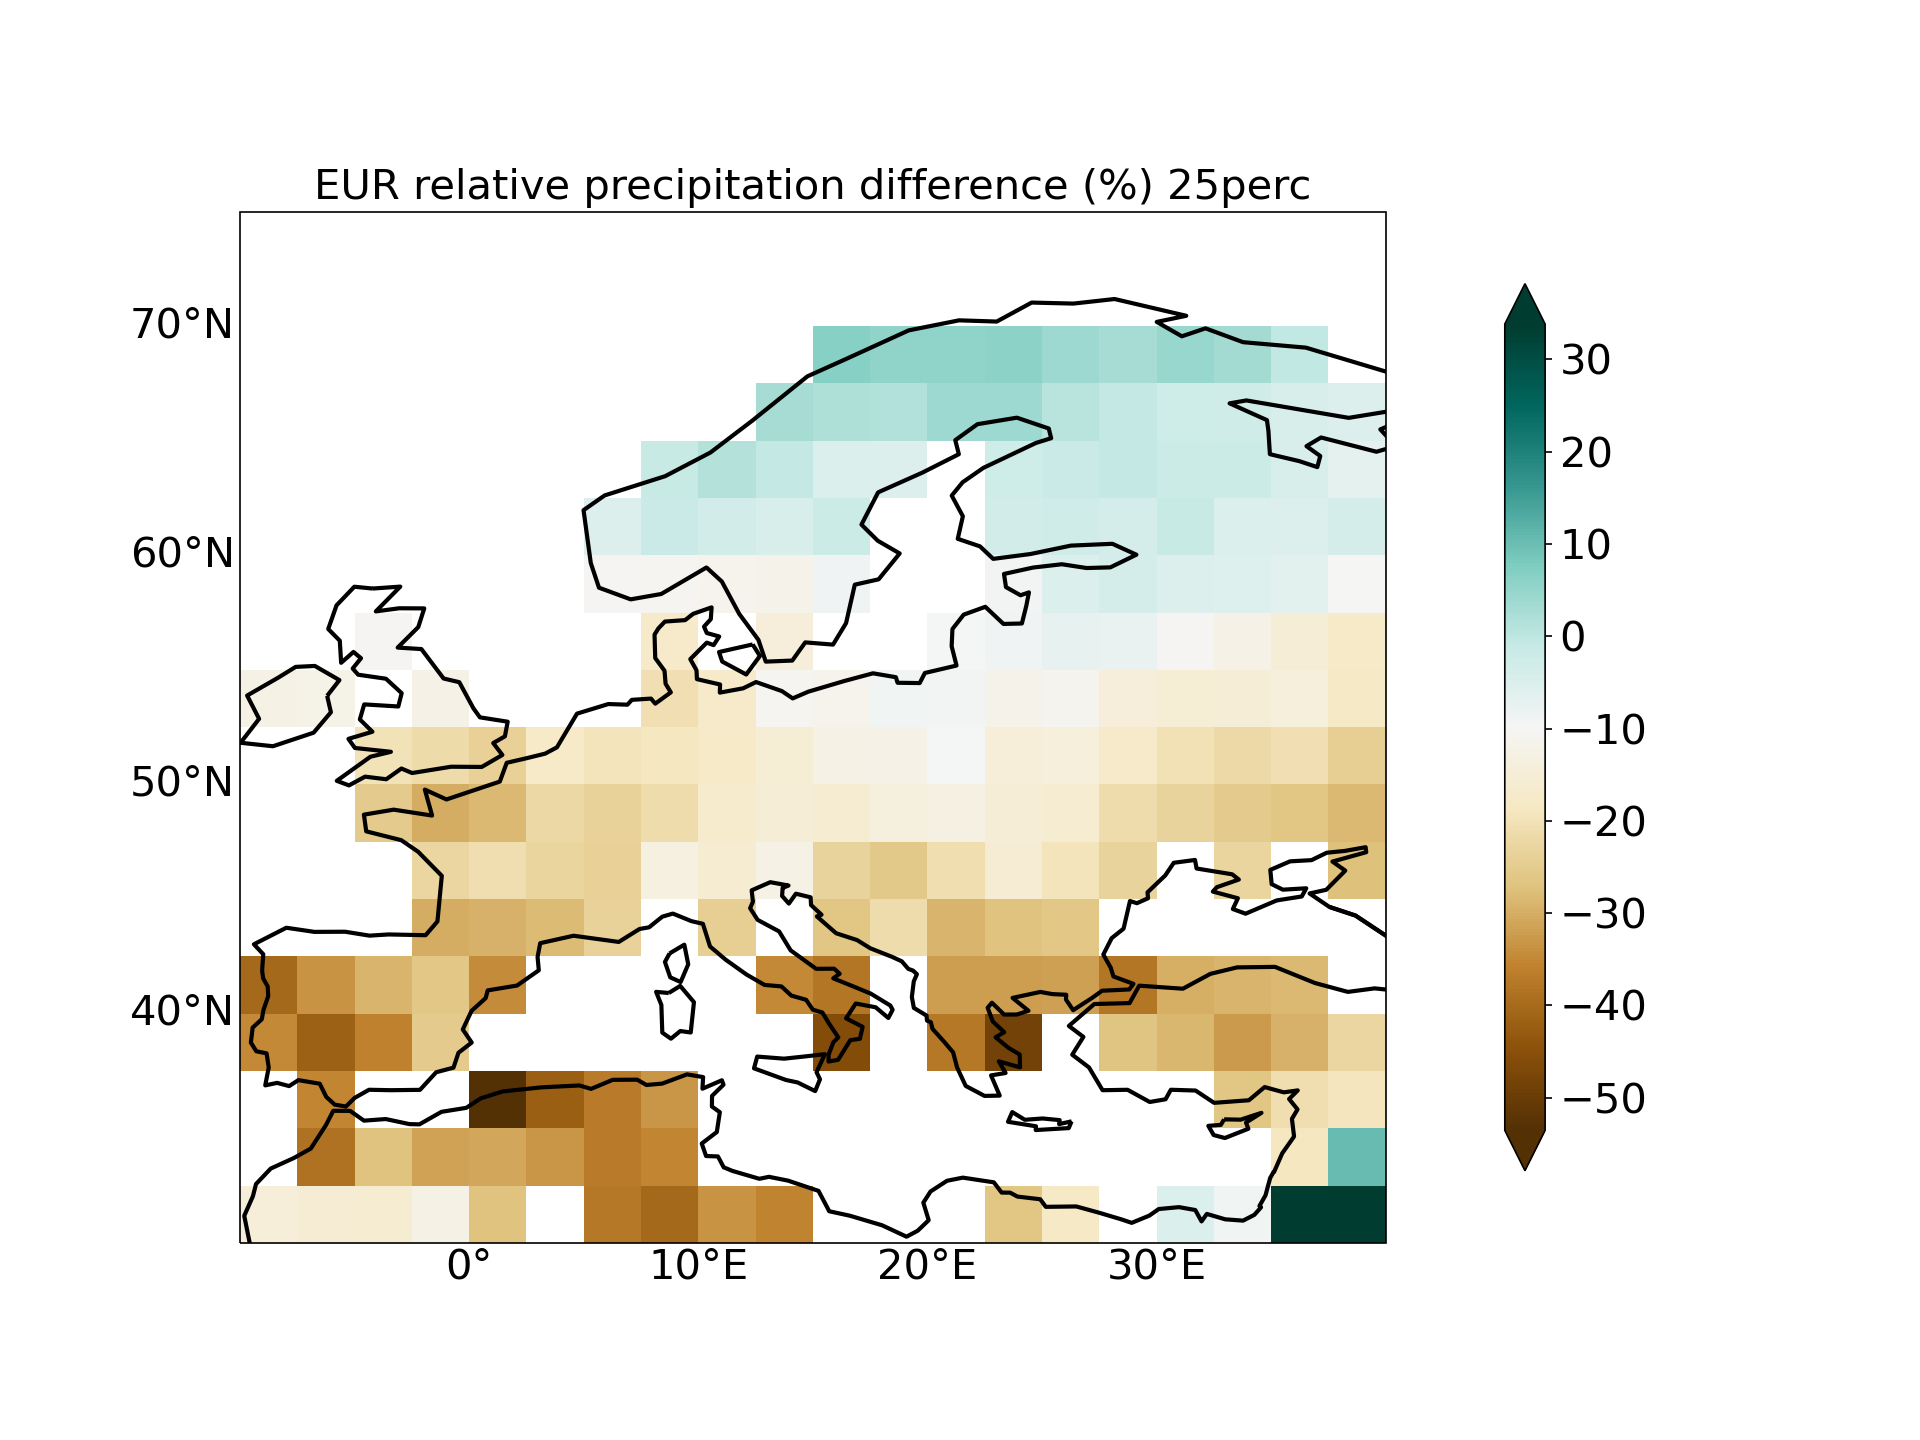 EUR relative precipitation difference (%) 25perc
70°N
60°N
50°N
40°N
0°
10°E
20°E
30°E
30
20
10
0
−10
−20
−30
−40
−50